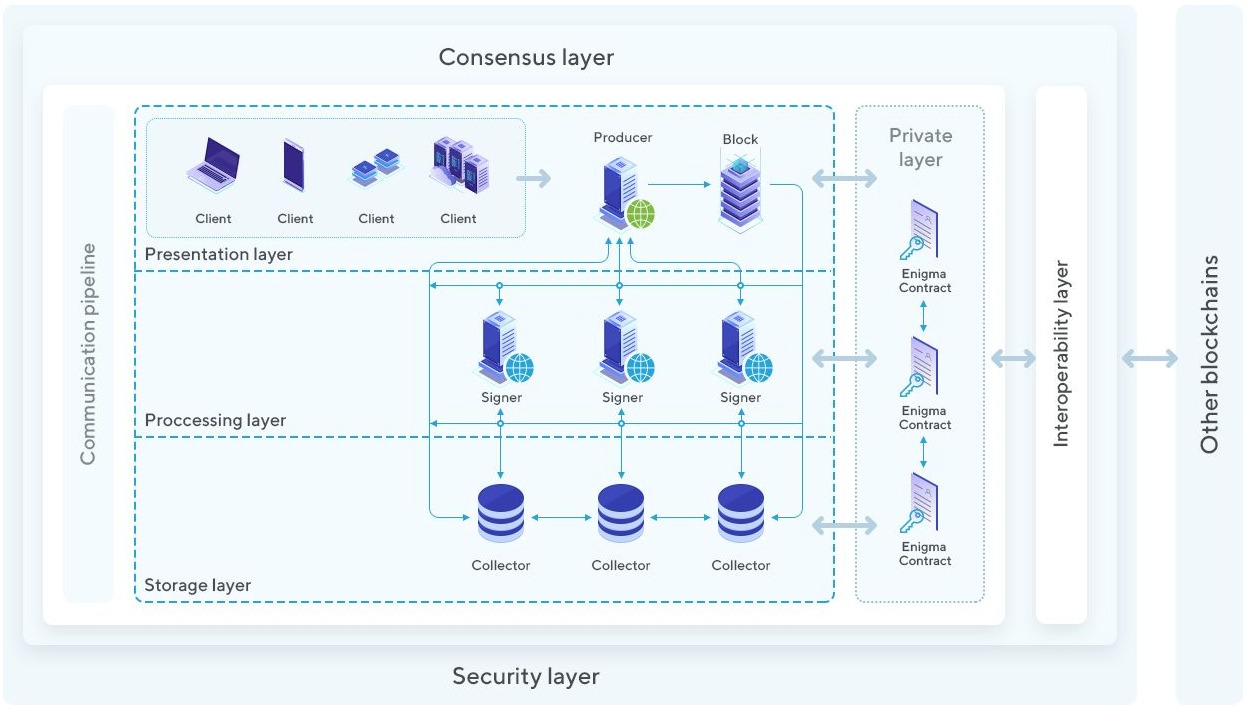 Consensus layer
Communication pipeline
Client
Client
Client
Client
Presentation layer
Producer
Block
Signer
Signer
Signer
Proccessing layer
Collector
Collector
Collector
Storage layer
Private
layer
Enigma
Contract
Enigma
Contract
Enigma
Contract
Interoperability layer
Other blockchains
Security layer